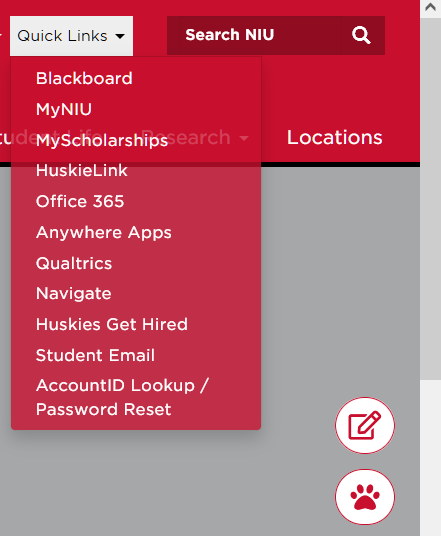 Quick Links
Search NIU
Blackboard
MyNIU
MyScholarships
Research
Locations
HuskieLink
Office 365
Anywhere Apps
Qualtrics
Navigate
Huskies Get Hired
Student Email
AccountID Lookup /
Password Reset